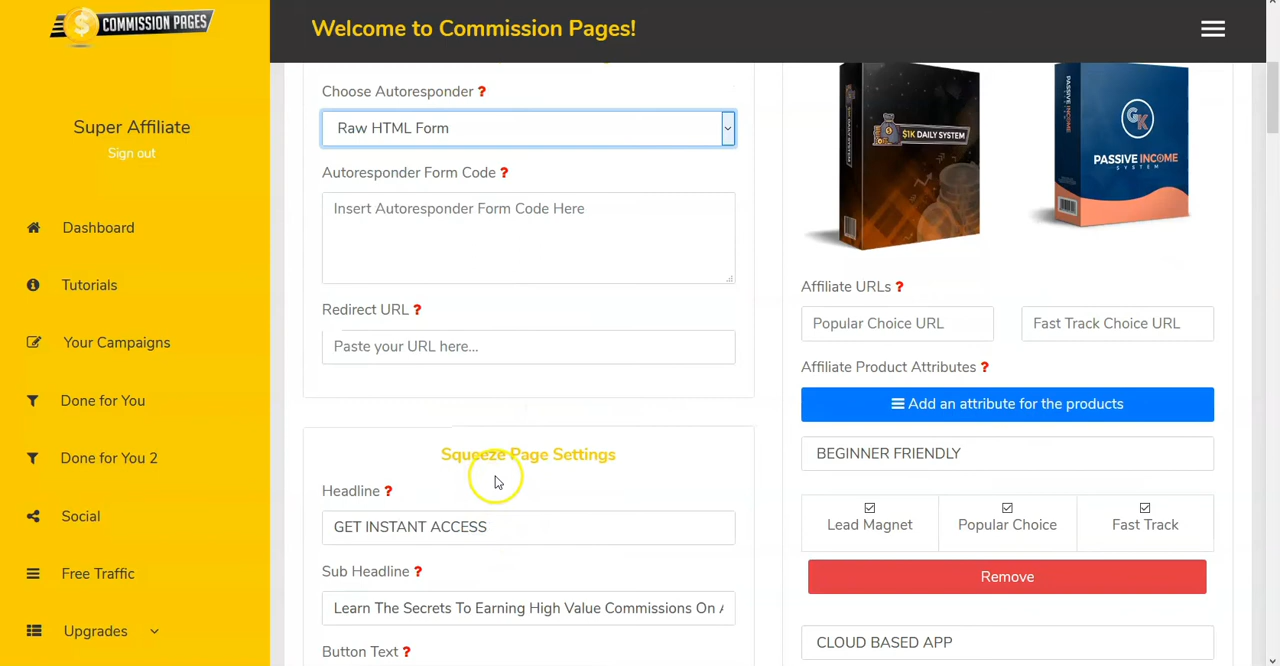 COMMISSION PAGES
Welcome to Commission Pages!
Super Affiliate
Sign out
Dashboard
Tutorials
Your Campaigns
Done for You
Done for You 2
Social
Free Traffic
Upgrades
Choose Autoresponder ?
Raw HTML Form
Autoresponder Form Code ?
Insert Autoresponder Form Code Here
Redirect URL ?
Paste your URL here...
Squeeze Page Settings
Headline ?
GET INSTANT ACCESS
Sub Headline ?
Learn The Secrets To Earning High Value Commissions On A
Button Text ?
$1K DAILY SYSTEM
PASSIVE INCOME
SYSTEM
GK
PASSIVE INCOME
SYSTEM
Affiliate URLs ?
Popular Choice URL
Fast Track Choice URL
Affiliate Product Attributes ?
Add an attribute for the products
BEGINNER FRIENDLY
Lead Magnet
Popular Choice
Fast Track
Remove
CLOUD BASED APP